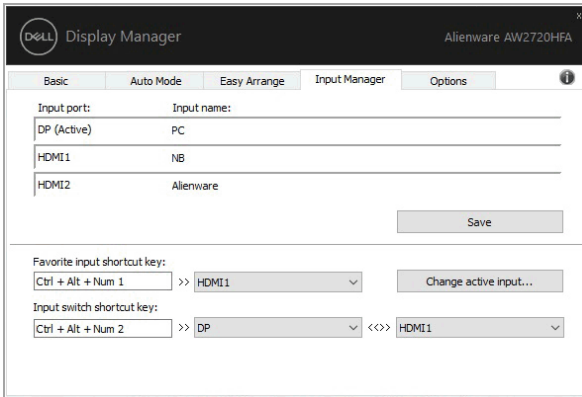 x
DELL Display Manager Alienware AW2720HFA
Basic Auto Mode Easy Arrange Input Manager Options i
Input port: Input name:
DP (Active) PC
HDMI1 NB
HDMI2 Alienware
Save
Favorite input shortcut key:
Ctrl + Alt + Num 1 >> HDMI1 Change active input...
Input switch shortcut key:
Ctrl + Alt + Num 2 >> DP <<>> HDMI1